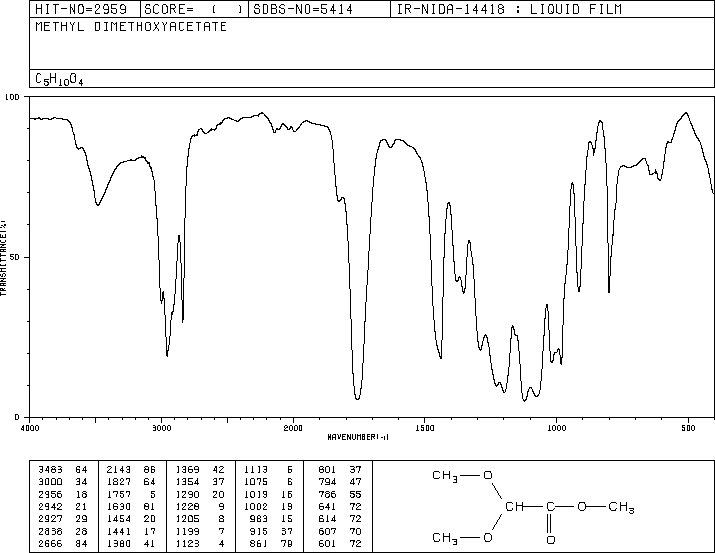 HIT-NO=2959 SCORE= ( ) SDBS-NO=5414 IR-NIDA-14418 : LIQUID FILM
METHYL DIMETHOXYACETATE
C5H10O4
100
50
0
TRANSMITTANCE(%)
4000 3000 2000 1500 1000 500
WAVENUMBER(-1)
3483 64 2143 86 1369 42 1113 6 801 37
3000 34 1827 64 1354 37 1075 6 794 47
2956 18 1757 5 1290 20 1019 16 786 55
2942 21 1630 81 1228 9 1002 19 641 72
2927 29 1454 20 1205 8 983 15 614 72
2838 28 1441 17 1199 7 915 37 607 70
2666 84 1380 41 1123 4 861 79 601 72
CH3 O
CH C O CH3
CH3 O O